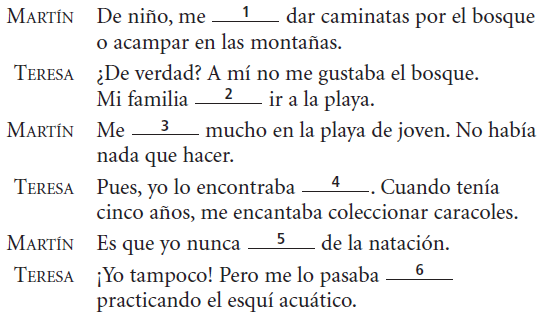 MARTÍN De niño, me ___1___ dar caminatas por el bosque
o acampar en las montañas.
TERESA ¿De verdad? A mí no me gustaba el bosque.
Mi familia ___2___ ir a la playa.
MARTÍN Me ___3___ mucho en la playa de joven. No había
nada que hacer.
TERESA Pues, yo lo encontraba ___4___. Cuando tenía
cinco años, me encantaba coleccionar caracoles.
MARTÍN Es que yo nunca ___5___ de la natación.
TERESA ¡Yo tampoco! Pero me lo pasaba ___6___
practicando el esquí acuático.